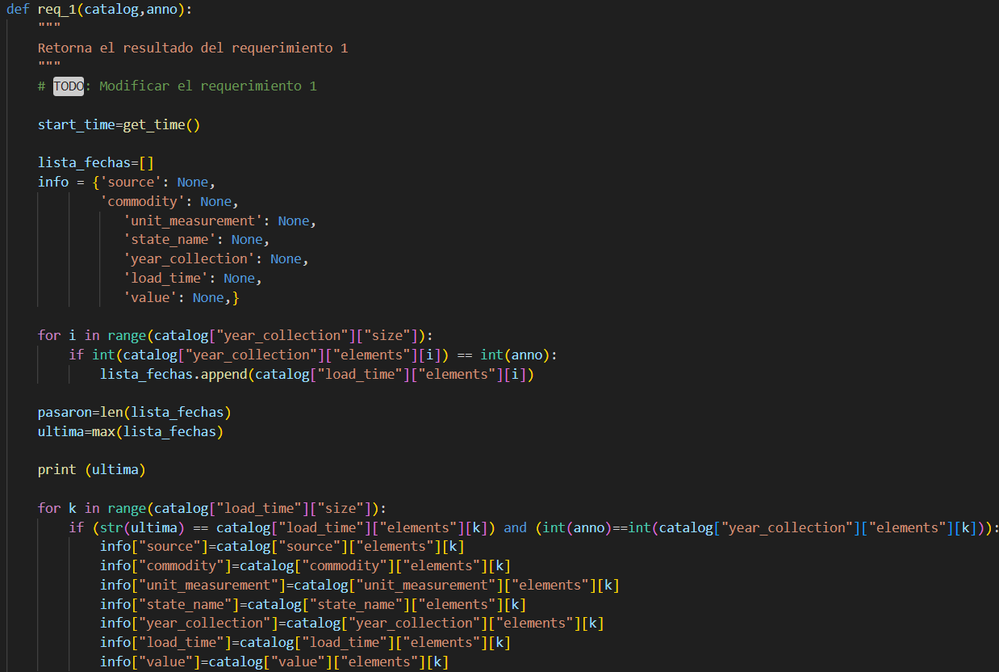 def req_1(catalog,anno):
"""
Retorna el resultado del requerimiento 1
"""
# TODO: Modificar el requerimiento 1
start_time=get_time()
lista_fechas=[]
info = {'source': None,
'commodity': None,
'unit_measurement': None,
'state_name': None,
'year_collection': None,
'load_time': None,
'value': None,}
for i in range(catalog["year_collection"]["size"]):
if int(catalog["year_collection"]["elements"][i]) == int(anno):
lista_fechas.append(catalog["load_time"]["elements"][i])
pasaron=len(lista_fechas)
ultima=max(lista_fechas)
print (ultima)
for k in range(catalog["load_time"]["size"]):
if (str(ultima) == catalog["load_time"]["elements"][k]) and (int(anno)==int(catalog["year_collection"]["elements"][k])):
info["source"]=catalog["source"]["elements"][k]
info["commodity"]=catalog["commodity"]["elements"][k]
info["unit_measurement"]=catalog["unit_measurement"]["elements"][k]
info["state_name"]=catalog["state_name"]["elements"][k]
info["year_collection"]=catalog["year_collection"]["elements"][k]
info["load_time"]=catalog["load_time"]["elements"][k]
info["value"]=catalog["value"]["elements"][k]